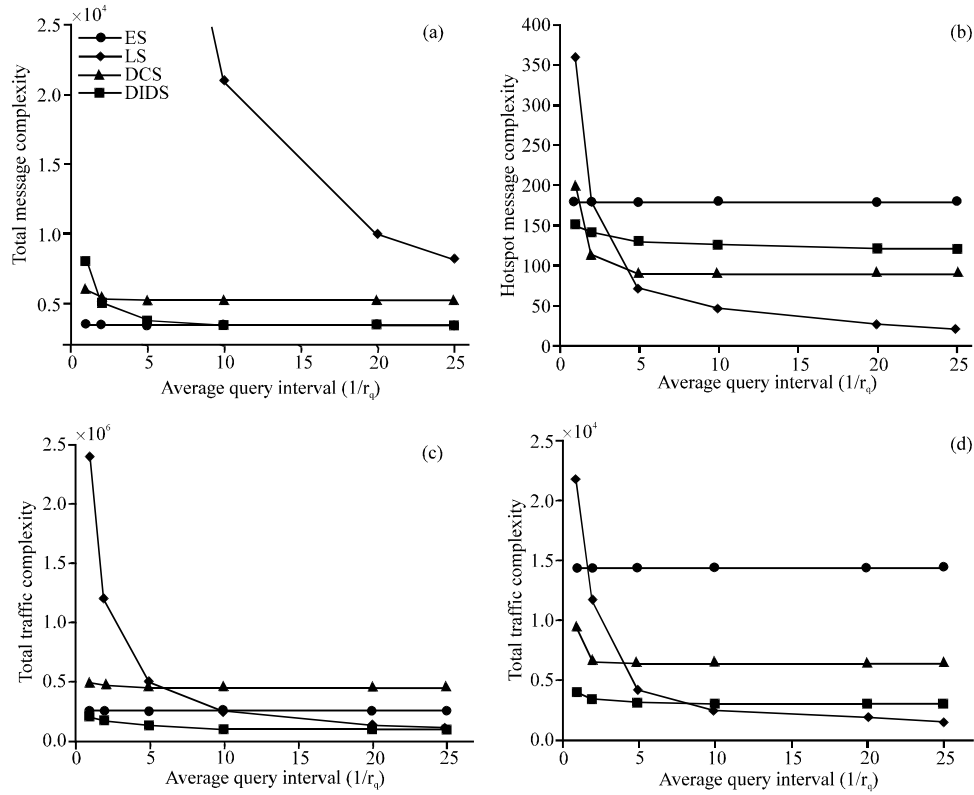 ×10⁴
(a)
2.5
2.0
1.5
1.0
0.5
ES
LS
DCS
DIDS
Total message complexity
0 5 10 15 20 25
Average query interval (1/r_q)
(b)
400
350
300
250
200
150
100
50
0
Hotspot message complexity
0 5 10 15 20 25
Average query interval (1/r_q)
×10⁶
(c)
2.5
2.0
1.5
1.0
0.5
0.0
Total traffic complexity
0 5 10 15 20 25
Average query interval (1/r_q)
×10⁴
(d)
2.5
2.0
1.5
1.0
0.5
0.0
Total traffic complexity
0 5 10 15 20 25
Average query interval (1/r_q)